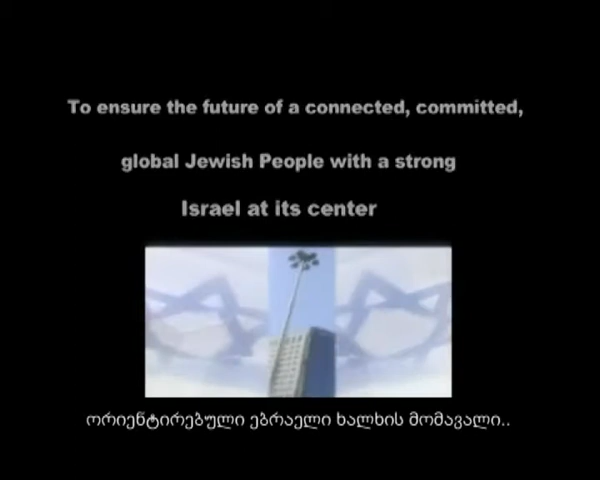 To ensure the future of a connected, committed,
global Jewish People with a strong
Israel at its center
ორიენტირებული ებრაელი ხალხის მომავალი..